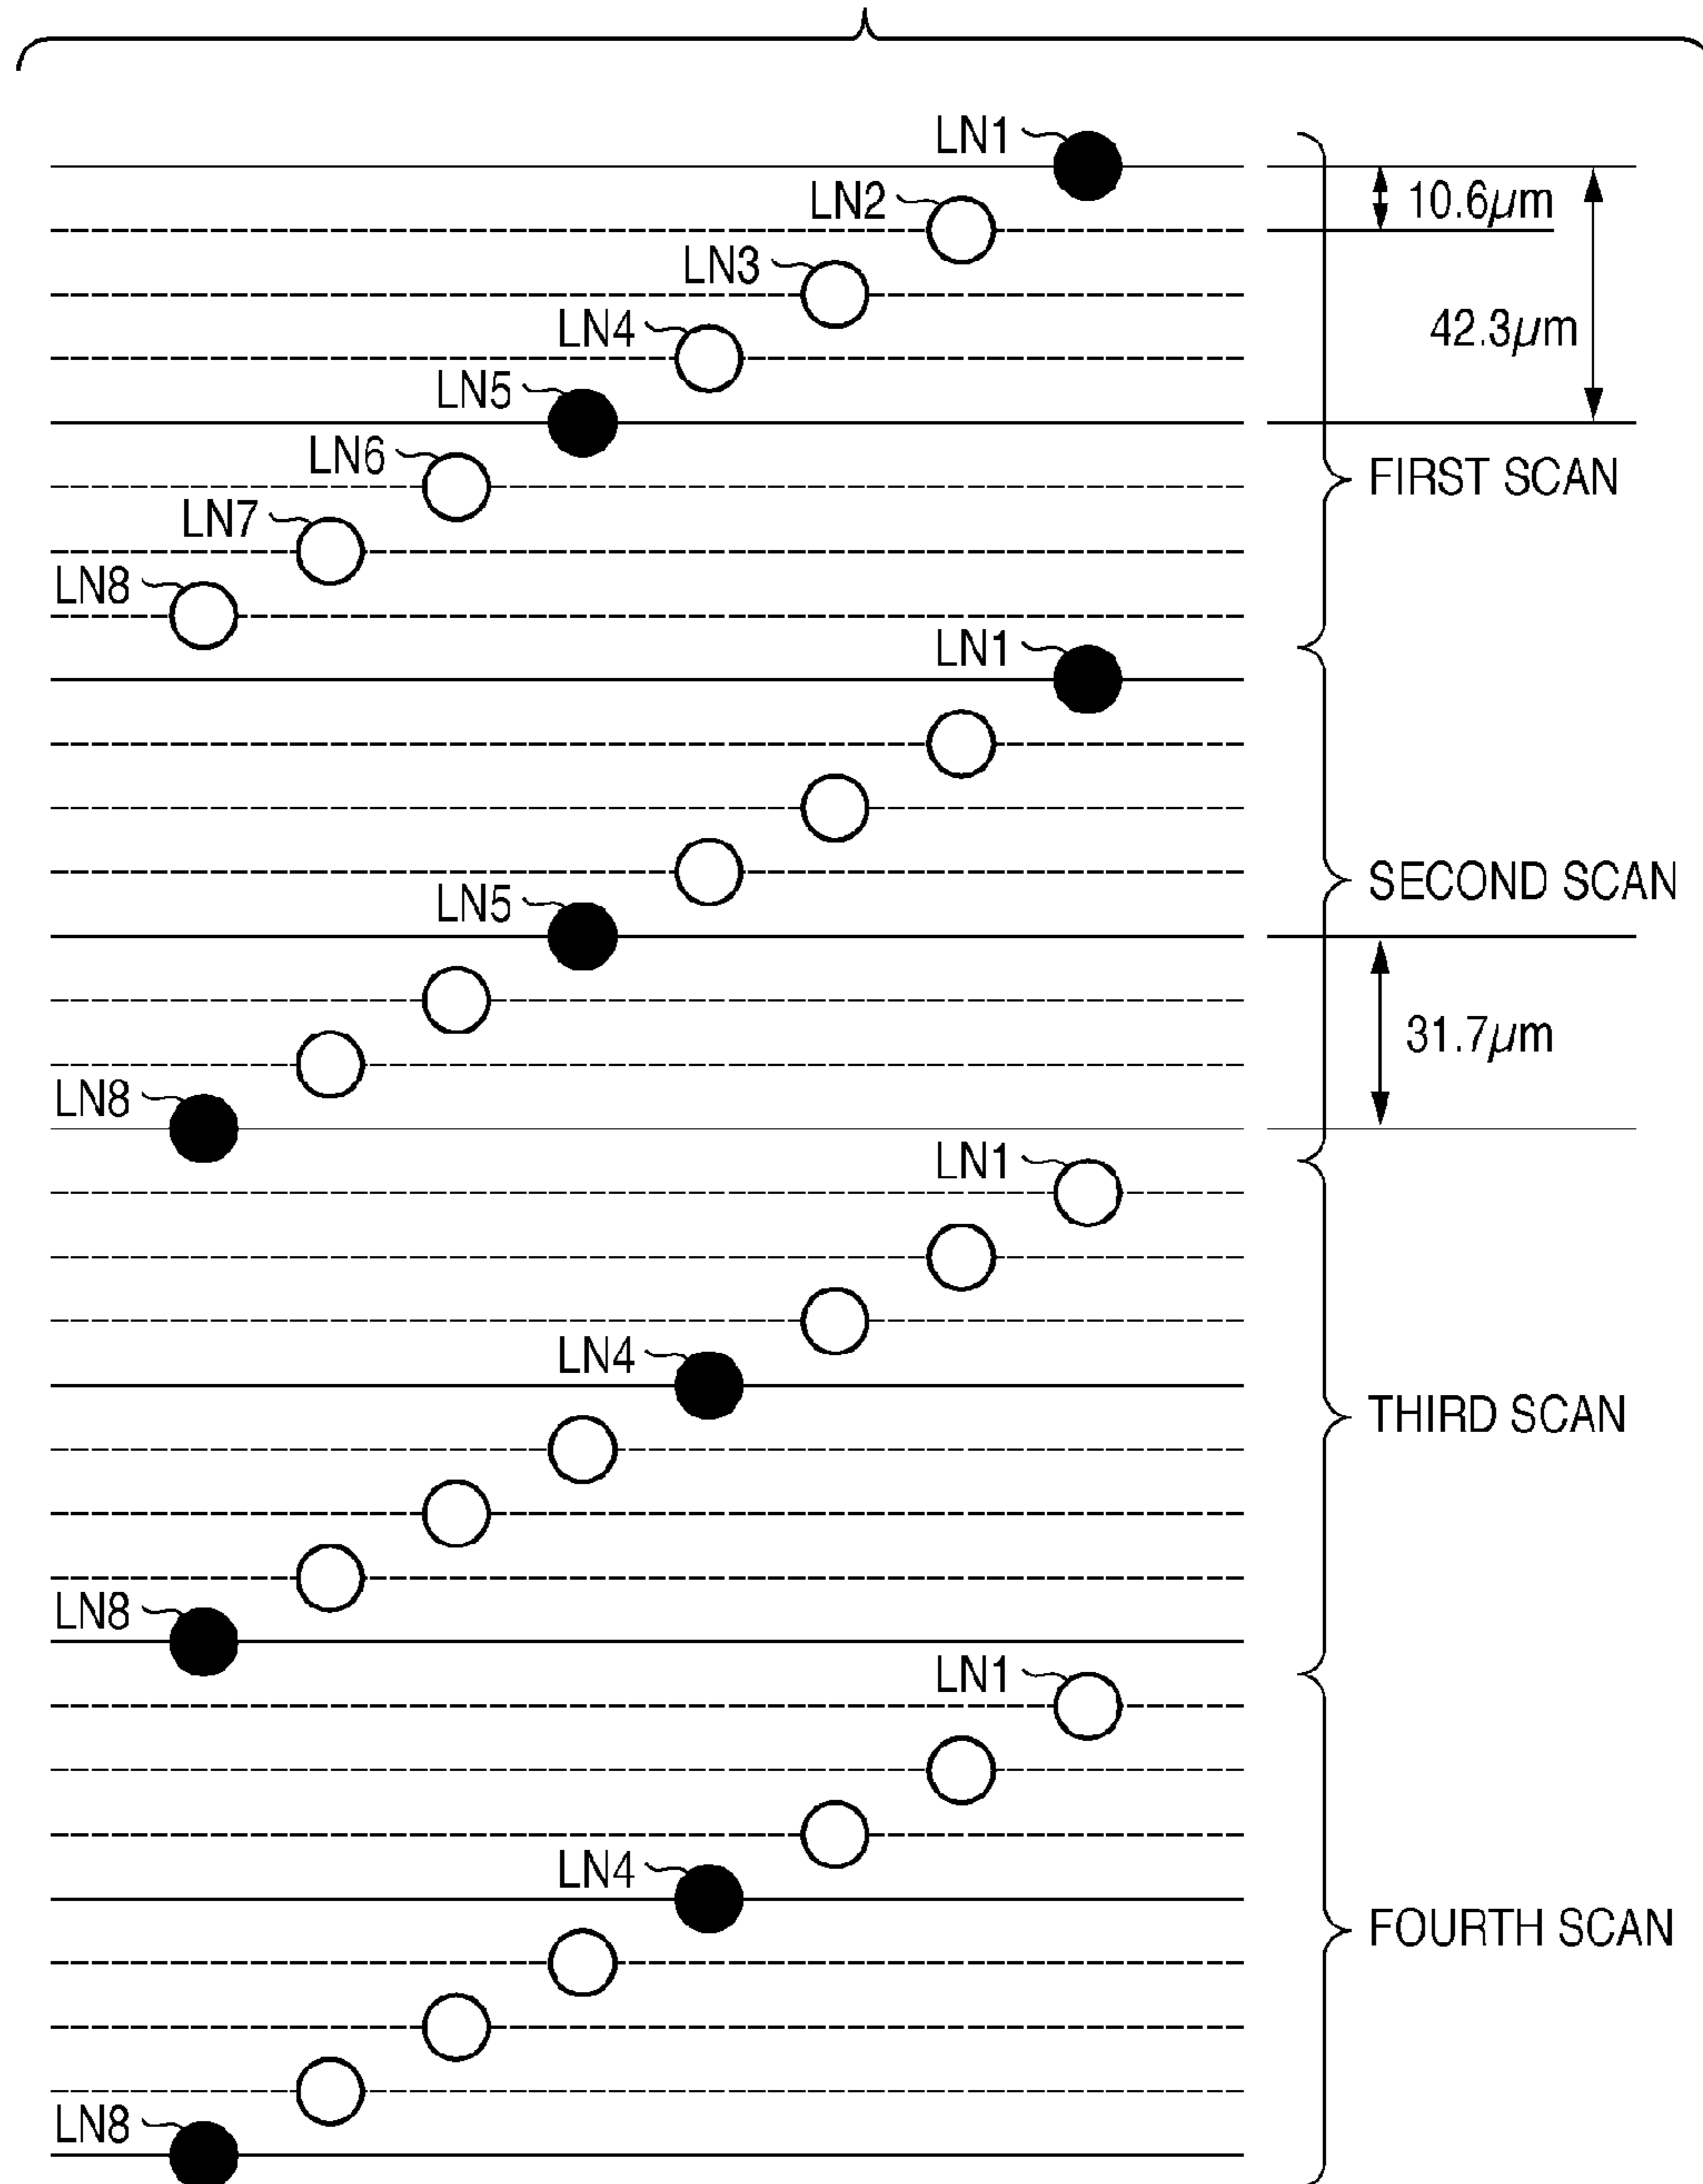 LN1
LN2
10.6μm
LN3
LN4
42.3μm
LN5
LN6
FIRST SCAN
LN7
LN8
LN1
SECOND SCAN
LN5
31.7μm
LN8
LN1
LN4
THIRD SCAN
LN8
LN1
LN4
FOURTH SCAN
LN8